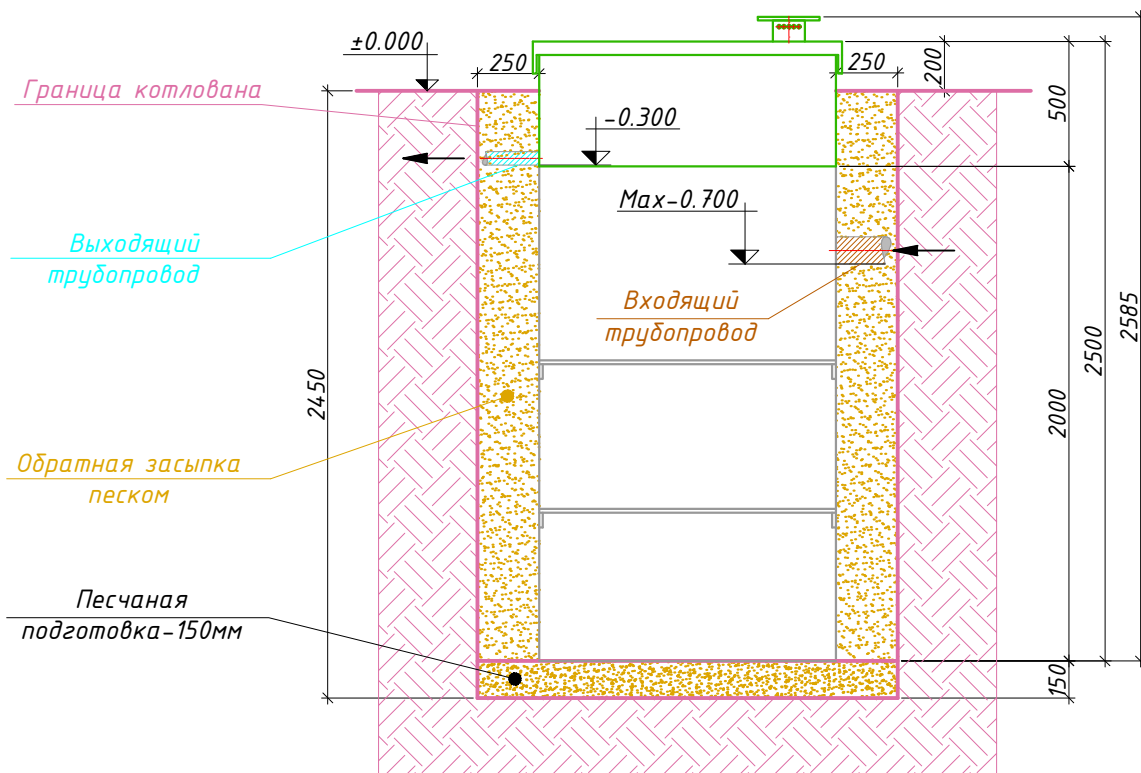 ±0.000
250
250
200
500
Граница котлована
-0.300
Max-0.700
Выходящий
трубопровод
Входящий
трубопровод
2585
2500
2450
2000
Обратная засыпка
песком
Песчаная
подготовка-150мм
150